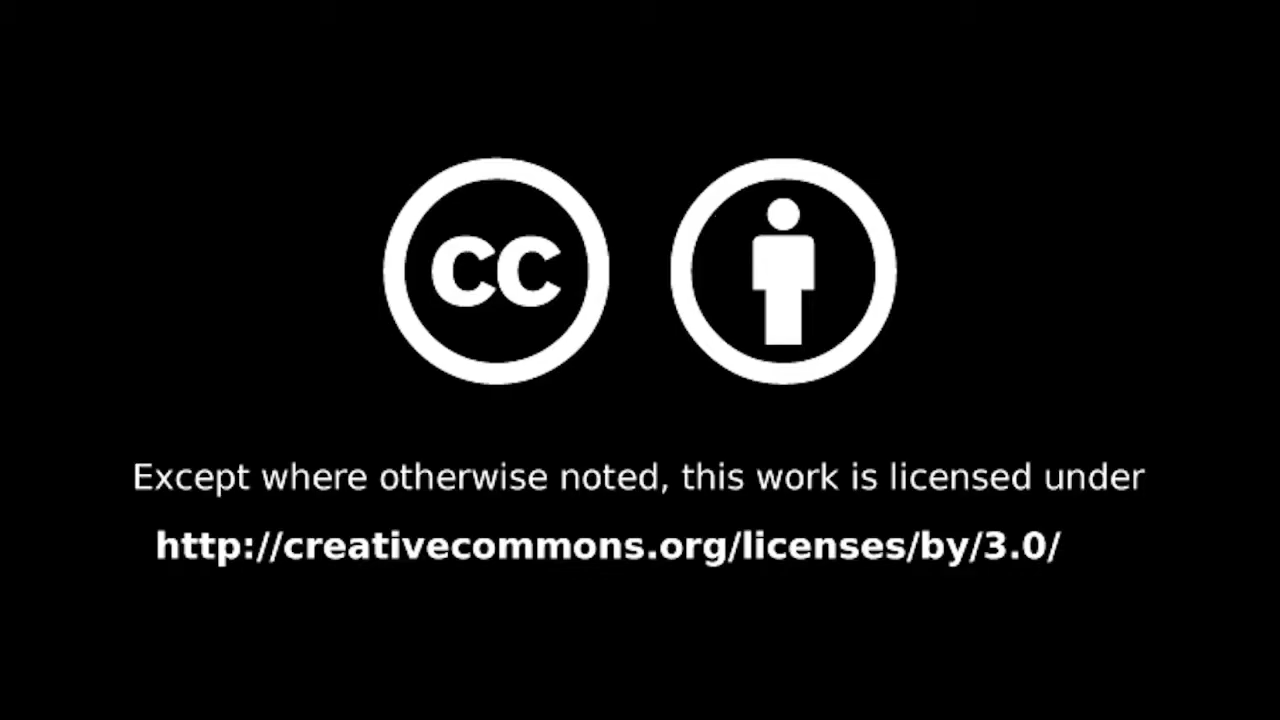 cc
Except where otherwise noted, this work is licensed under
http://creativecommons.org/licenses/by/3.0/